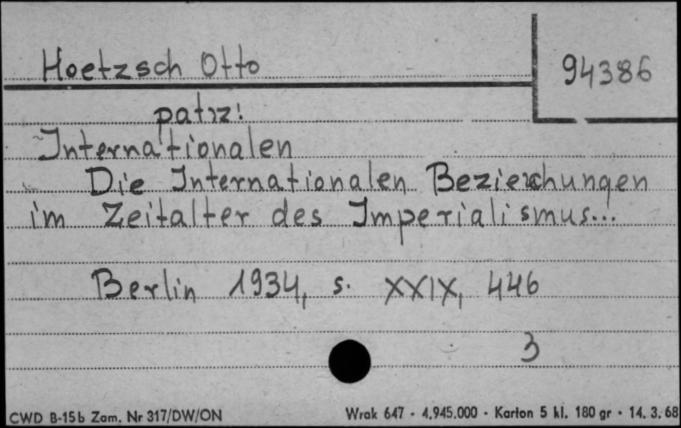 Hoetzsch Otto
94386
patrz:
Internationalen
Die Internationalen Beziehungen
im Zeitalter des Imperialismus...
Berlin 1934, s. XXIX, 446
3
CWD B-15b Zam. Nr 317/DW/ON
Wrak 647 - 4.945.000 - Karton 5 kl. 180 gr - 14. 3. 68